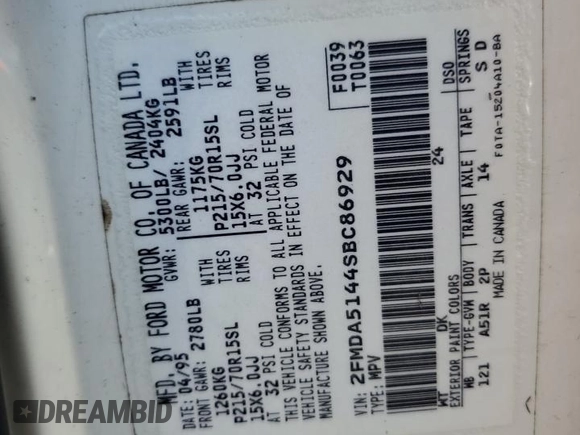 MFD. BY FORD MOTOR CO. OF CANADA LTD.
04/95 GVWR: 5300LB/ 2404KG
FRONT GAWR: 2780LB REAR GAWR: 2591LB
1260KG WITH 1175KG WITH
P215/70R15SL TIRES P215/70R15SL TIRES
15X6.0JJ RIMS 15X6.0JJ RIMS
AT 32 PSI COLD AT 32 PSI COLD
THIS VEHICLE CONFORMS TO ALL APPLICABLE FEDERAL MOTOR
VEHICLE SAFETY STANDARDS IN EFFECT ON THE DATE OF
MANUFACTURE SHOWN ABOVE.
F0039
T0063
VIN: 2FMDA5144SBC86929
TYPE: MPV
WT DK 24
EXTERIOR PAINT COLORS DSO
WB TYPE-GVM BODY TRANS AXLE TAPE SPRINGS
121 A51R 2P 14 S D
MADE IN CANADA F0TA-15204A10-BA
DREAMBID